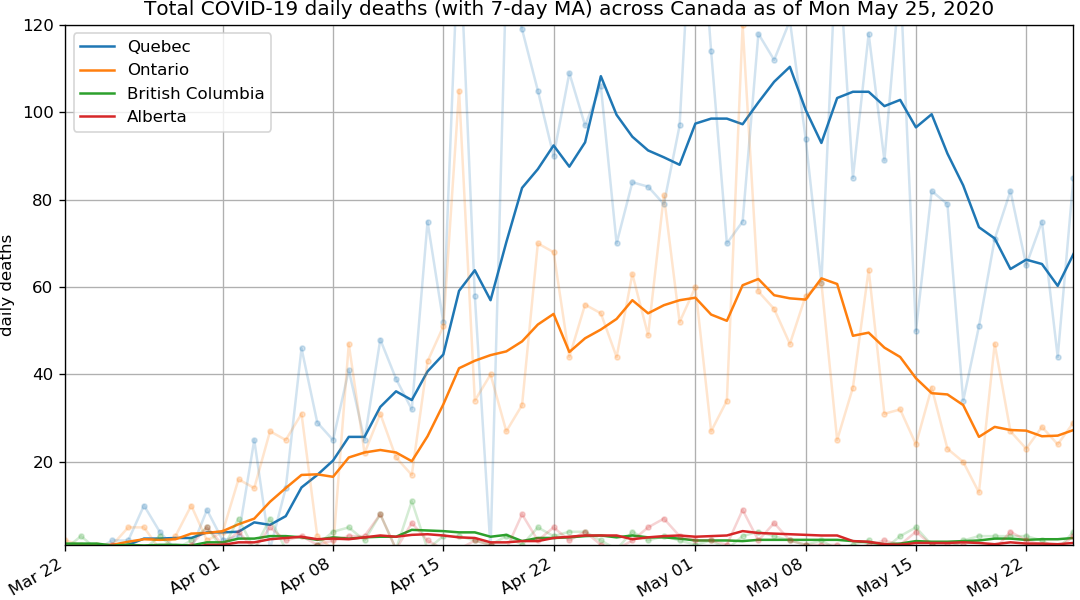 Total COVID-19 daily deaths (with 7-day MA) across Canada as of Mon May 25, 2020
120
100
80
60
40
20
daily deaths
Quebec
Ontario
British Columbia
Alberta
Mar 22
Apr 01
Apr 08
Apr 15
Apr 22
May 01
May 08
May 15
May 22